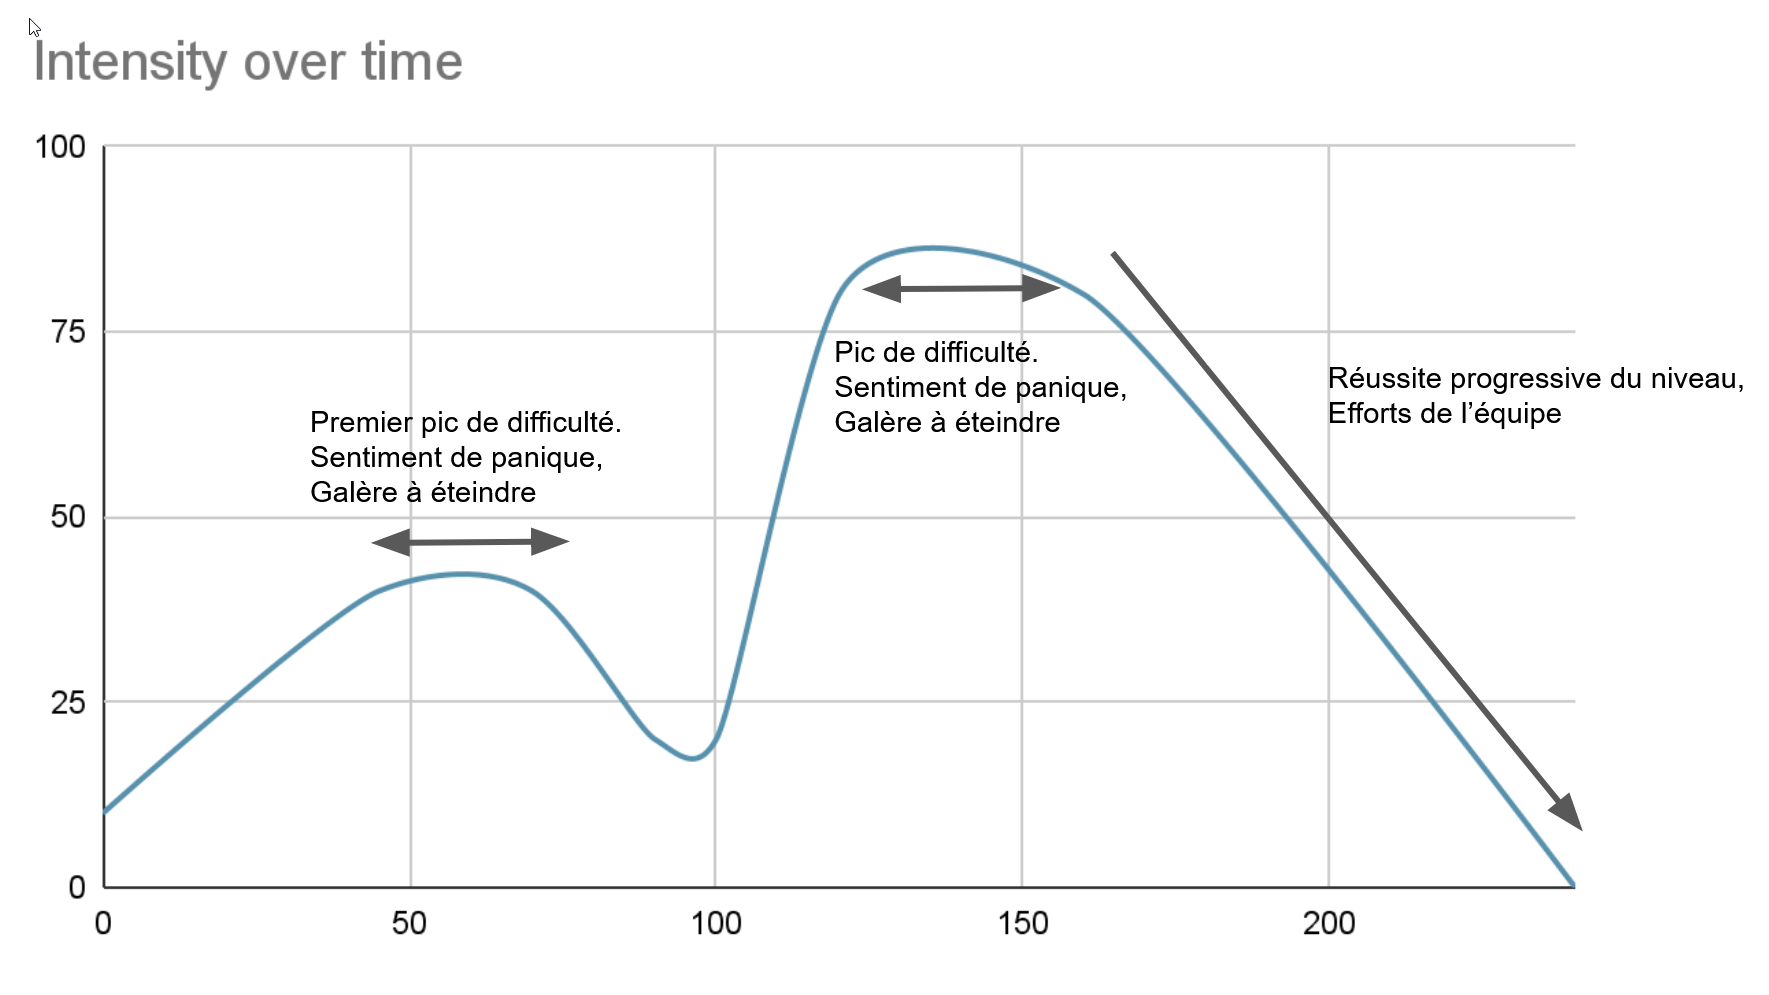 Intensity over time
100
75
50
25
0
0
50
100
150
200
Premier pic de difficulté.
Sentiment de panique,
Galère à éteindre
Pic de difficulté.
Sentiment de panique,
Galère à éteindre
Réussite progressive du niveau,
Efforts de l’équipe